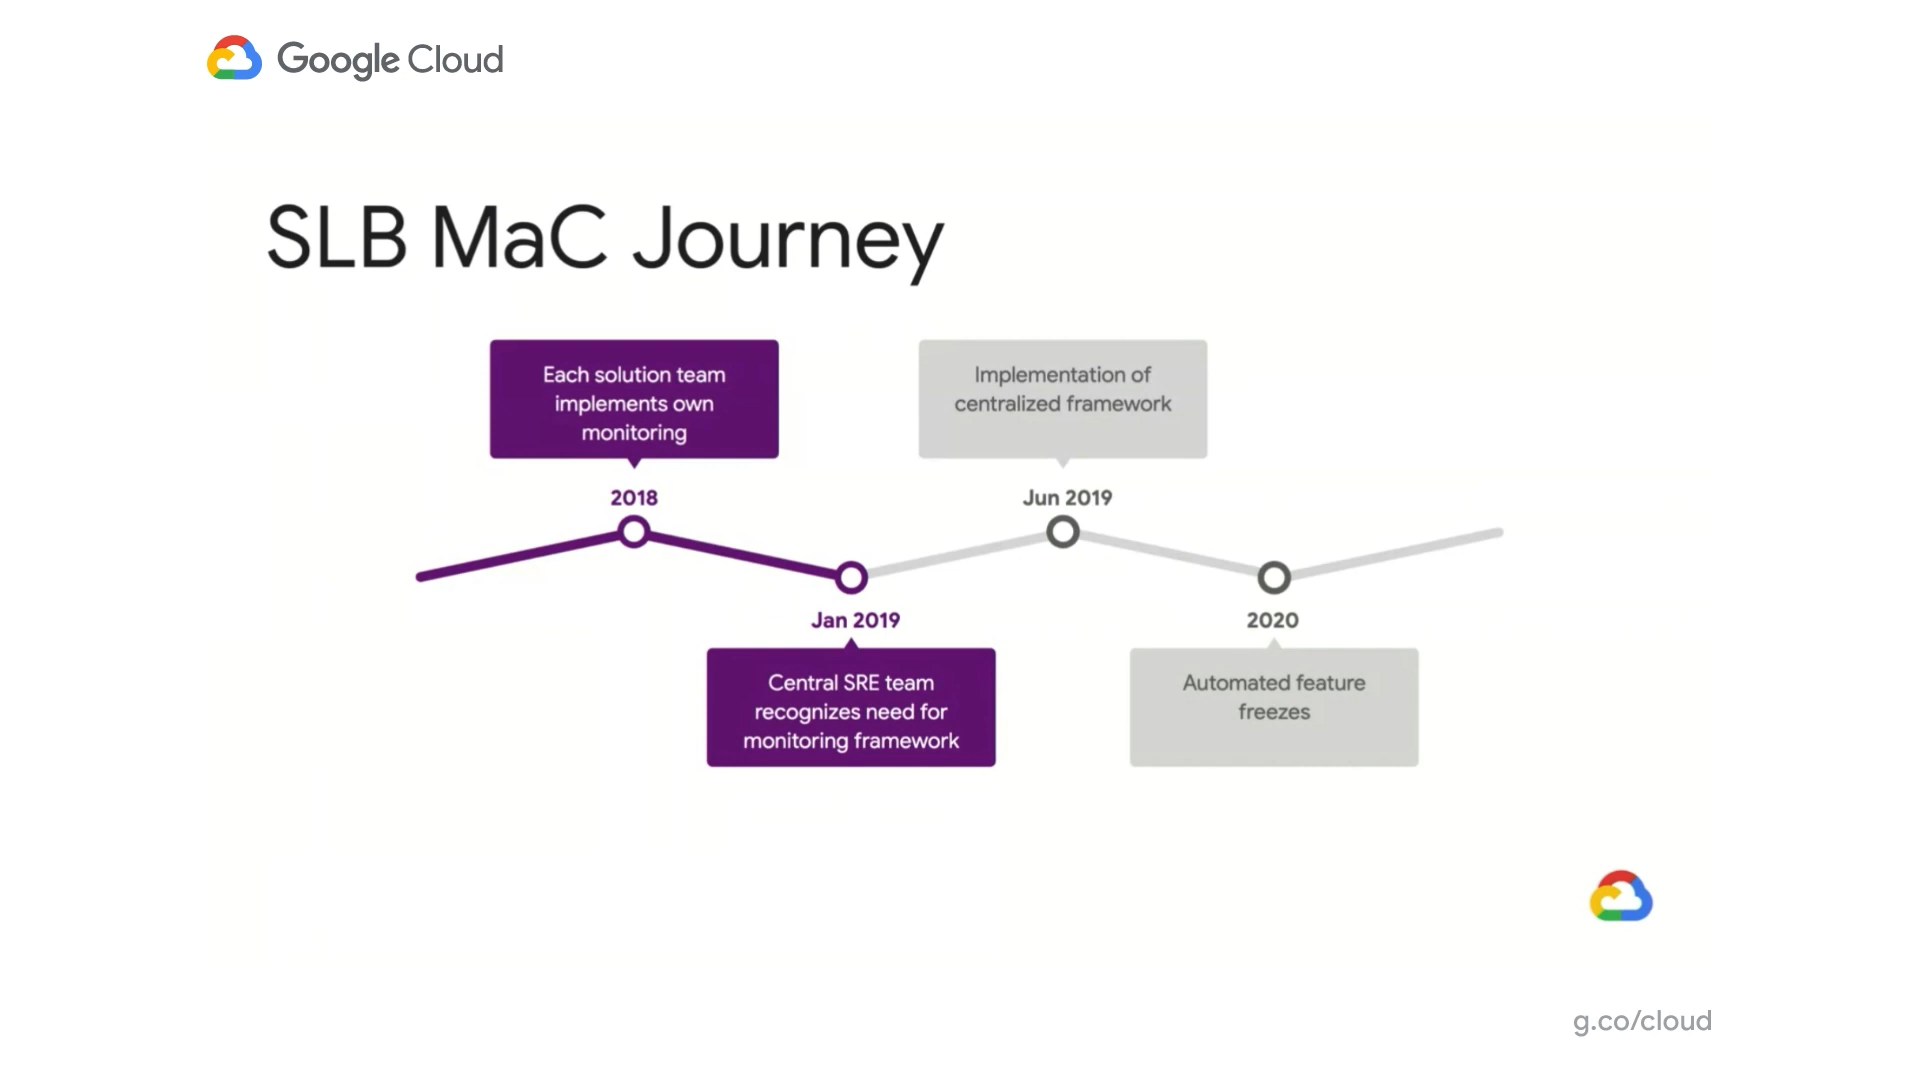 Google Cloud
SLB MaC Journey
Each solution team
implements own
monitoring
2018
Jan 2019
Central SRE team
recognizes need for
monitoring framework
Implementation of
centralized framework
Jun 2019
2020
Automated feature
freezes
g.co/cloud